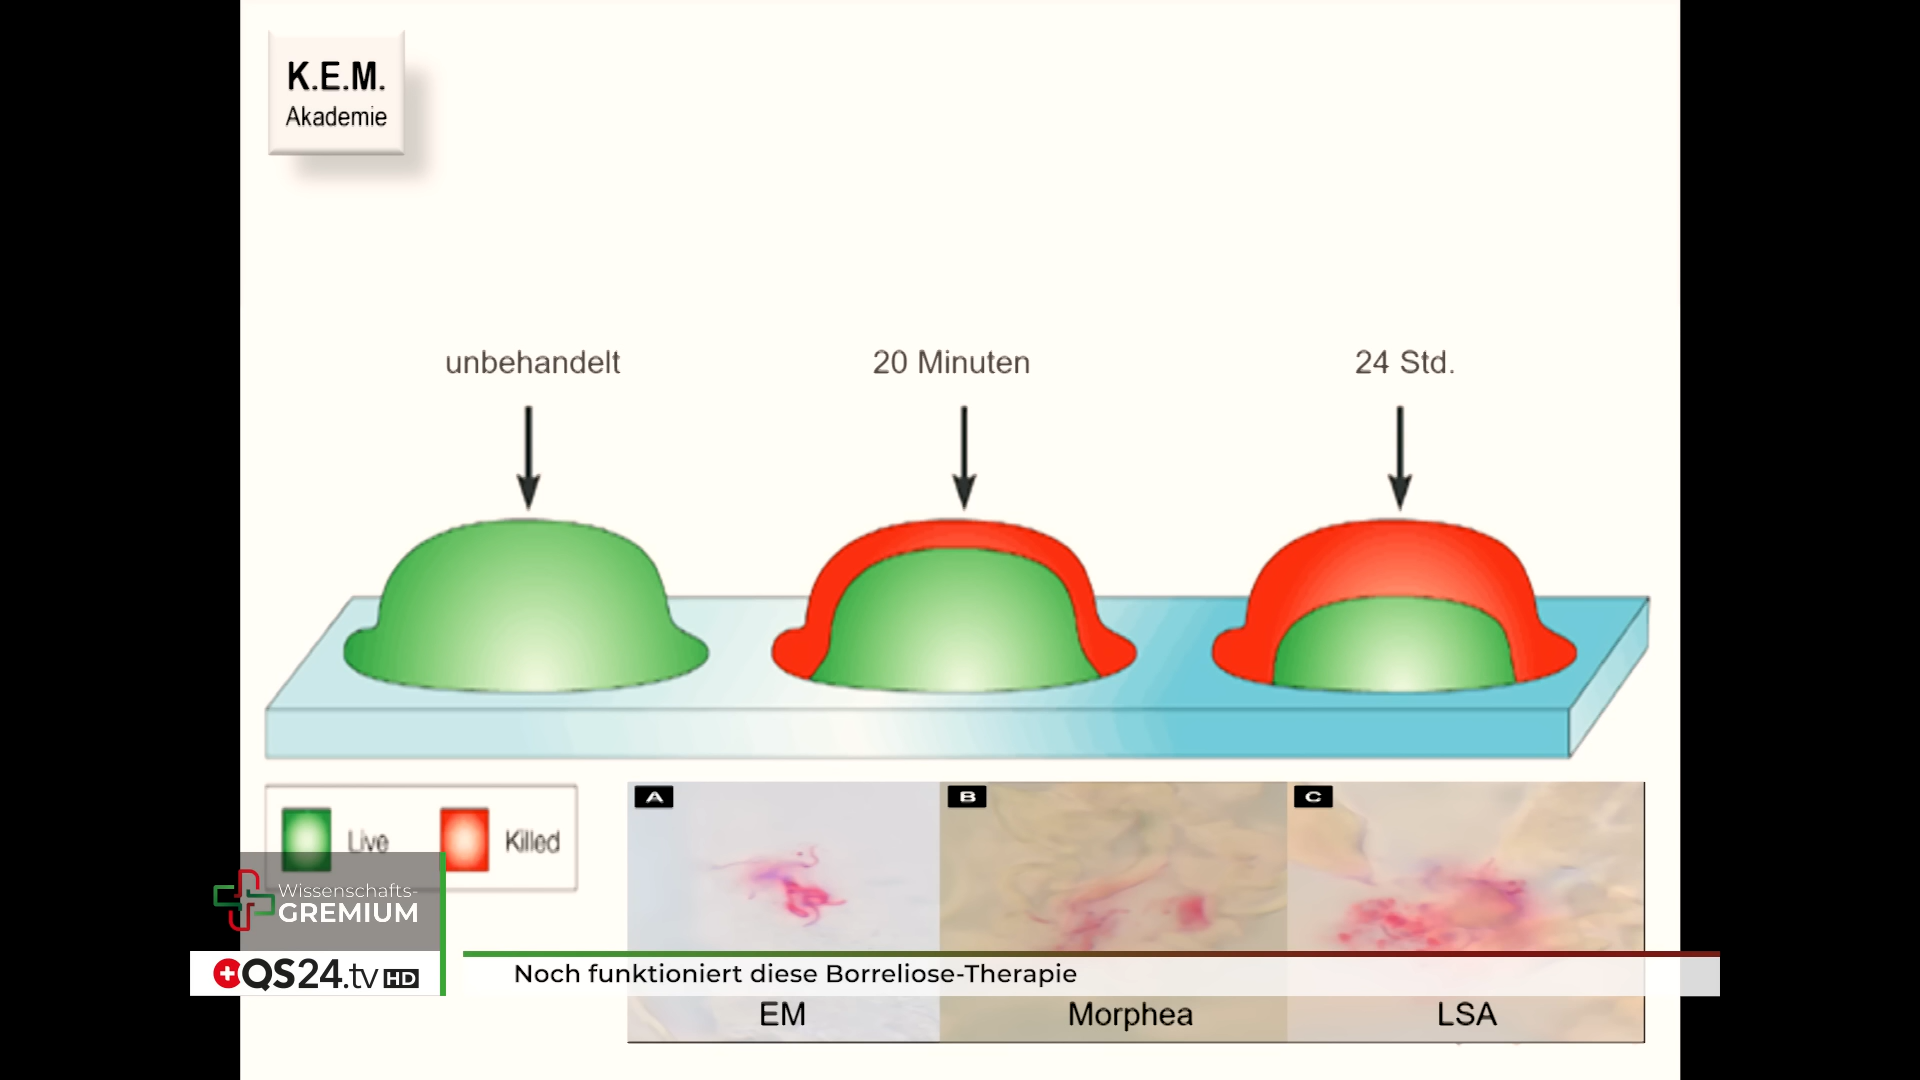 K.E.M.
Akademie
unbehandelt
20 Minuten
24 Std.
Live
Killed
A
B
C
Wissenschafts-
GREMIUM
QS24.tv HD
Noch funktioniert diese Borreliose-Therapie
EM
Morphea
LSA